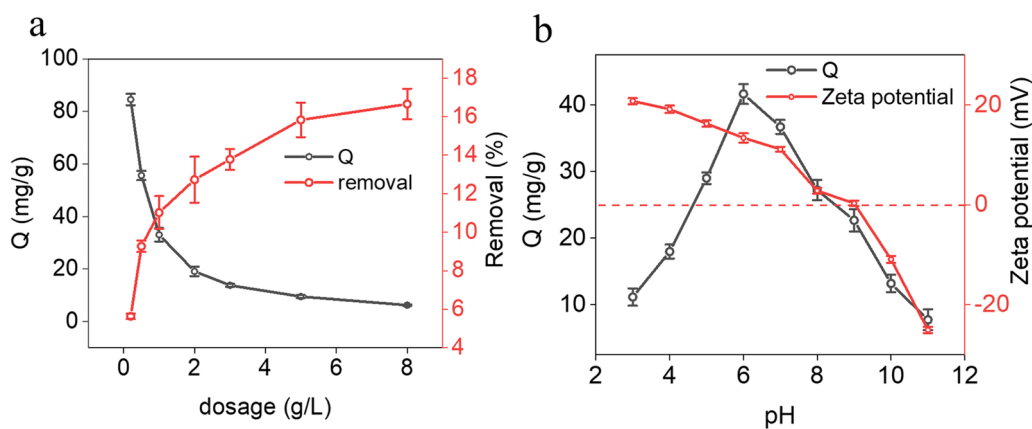 a
100
80
60
40
20
0
Q (mg/g)
0 2 4 6 8
dosage (g/L)
18
16
14
12
10
8
6
4
Removal (%)
Q
removal
b
40
30
20
10
Q (mg/g)
2 4 6 8 10 12
pH
20
0
-20
Zeta potential (mV)
Q
Zeta potential